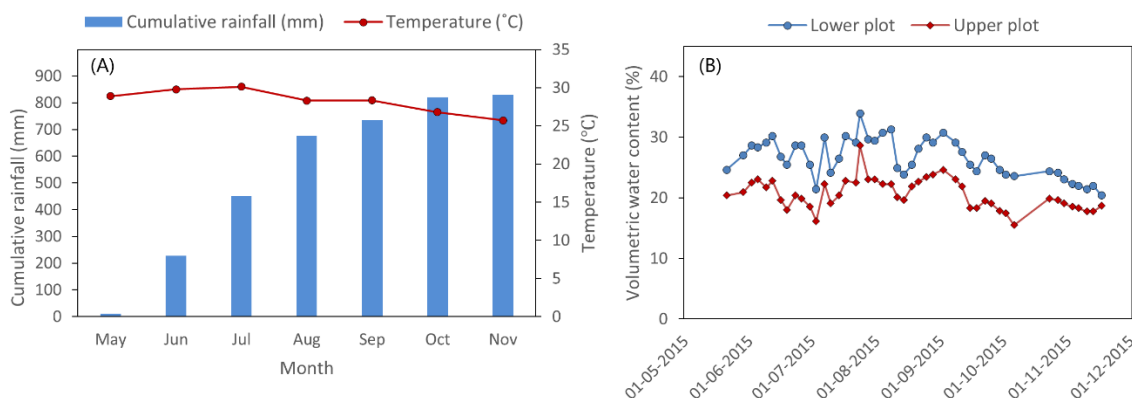 Cumulative rainfall (mm) Temperature (˚C)
(A)
Cumulative rainfall (mm)
900
800
700
600
500
400
300
200
100
0
35
30
25
20
15
10
5
0
Temperature (°C)
May Jun Jul Aug Sep Oct Nov
Month
Lower plot Upper plot
(B)
Volumetric water content (%)
40
30
20
10
0
01-05-2015 01-06-2015 01-07-2015 01-08-2015 01-09-2015 01-10-2015 01-11-2015 01-12-2015